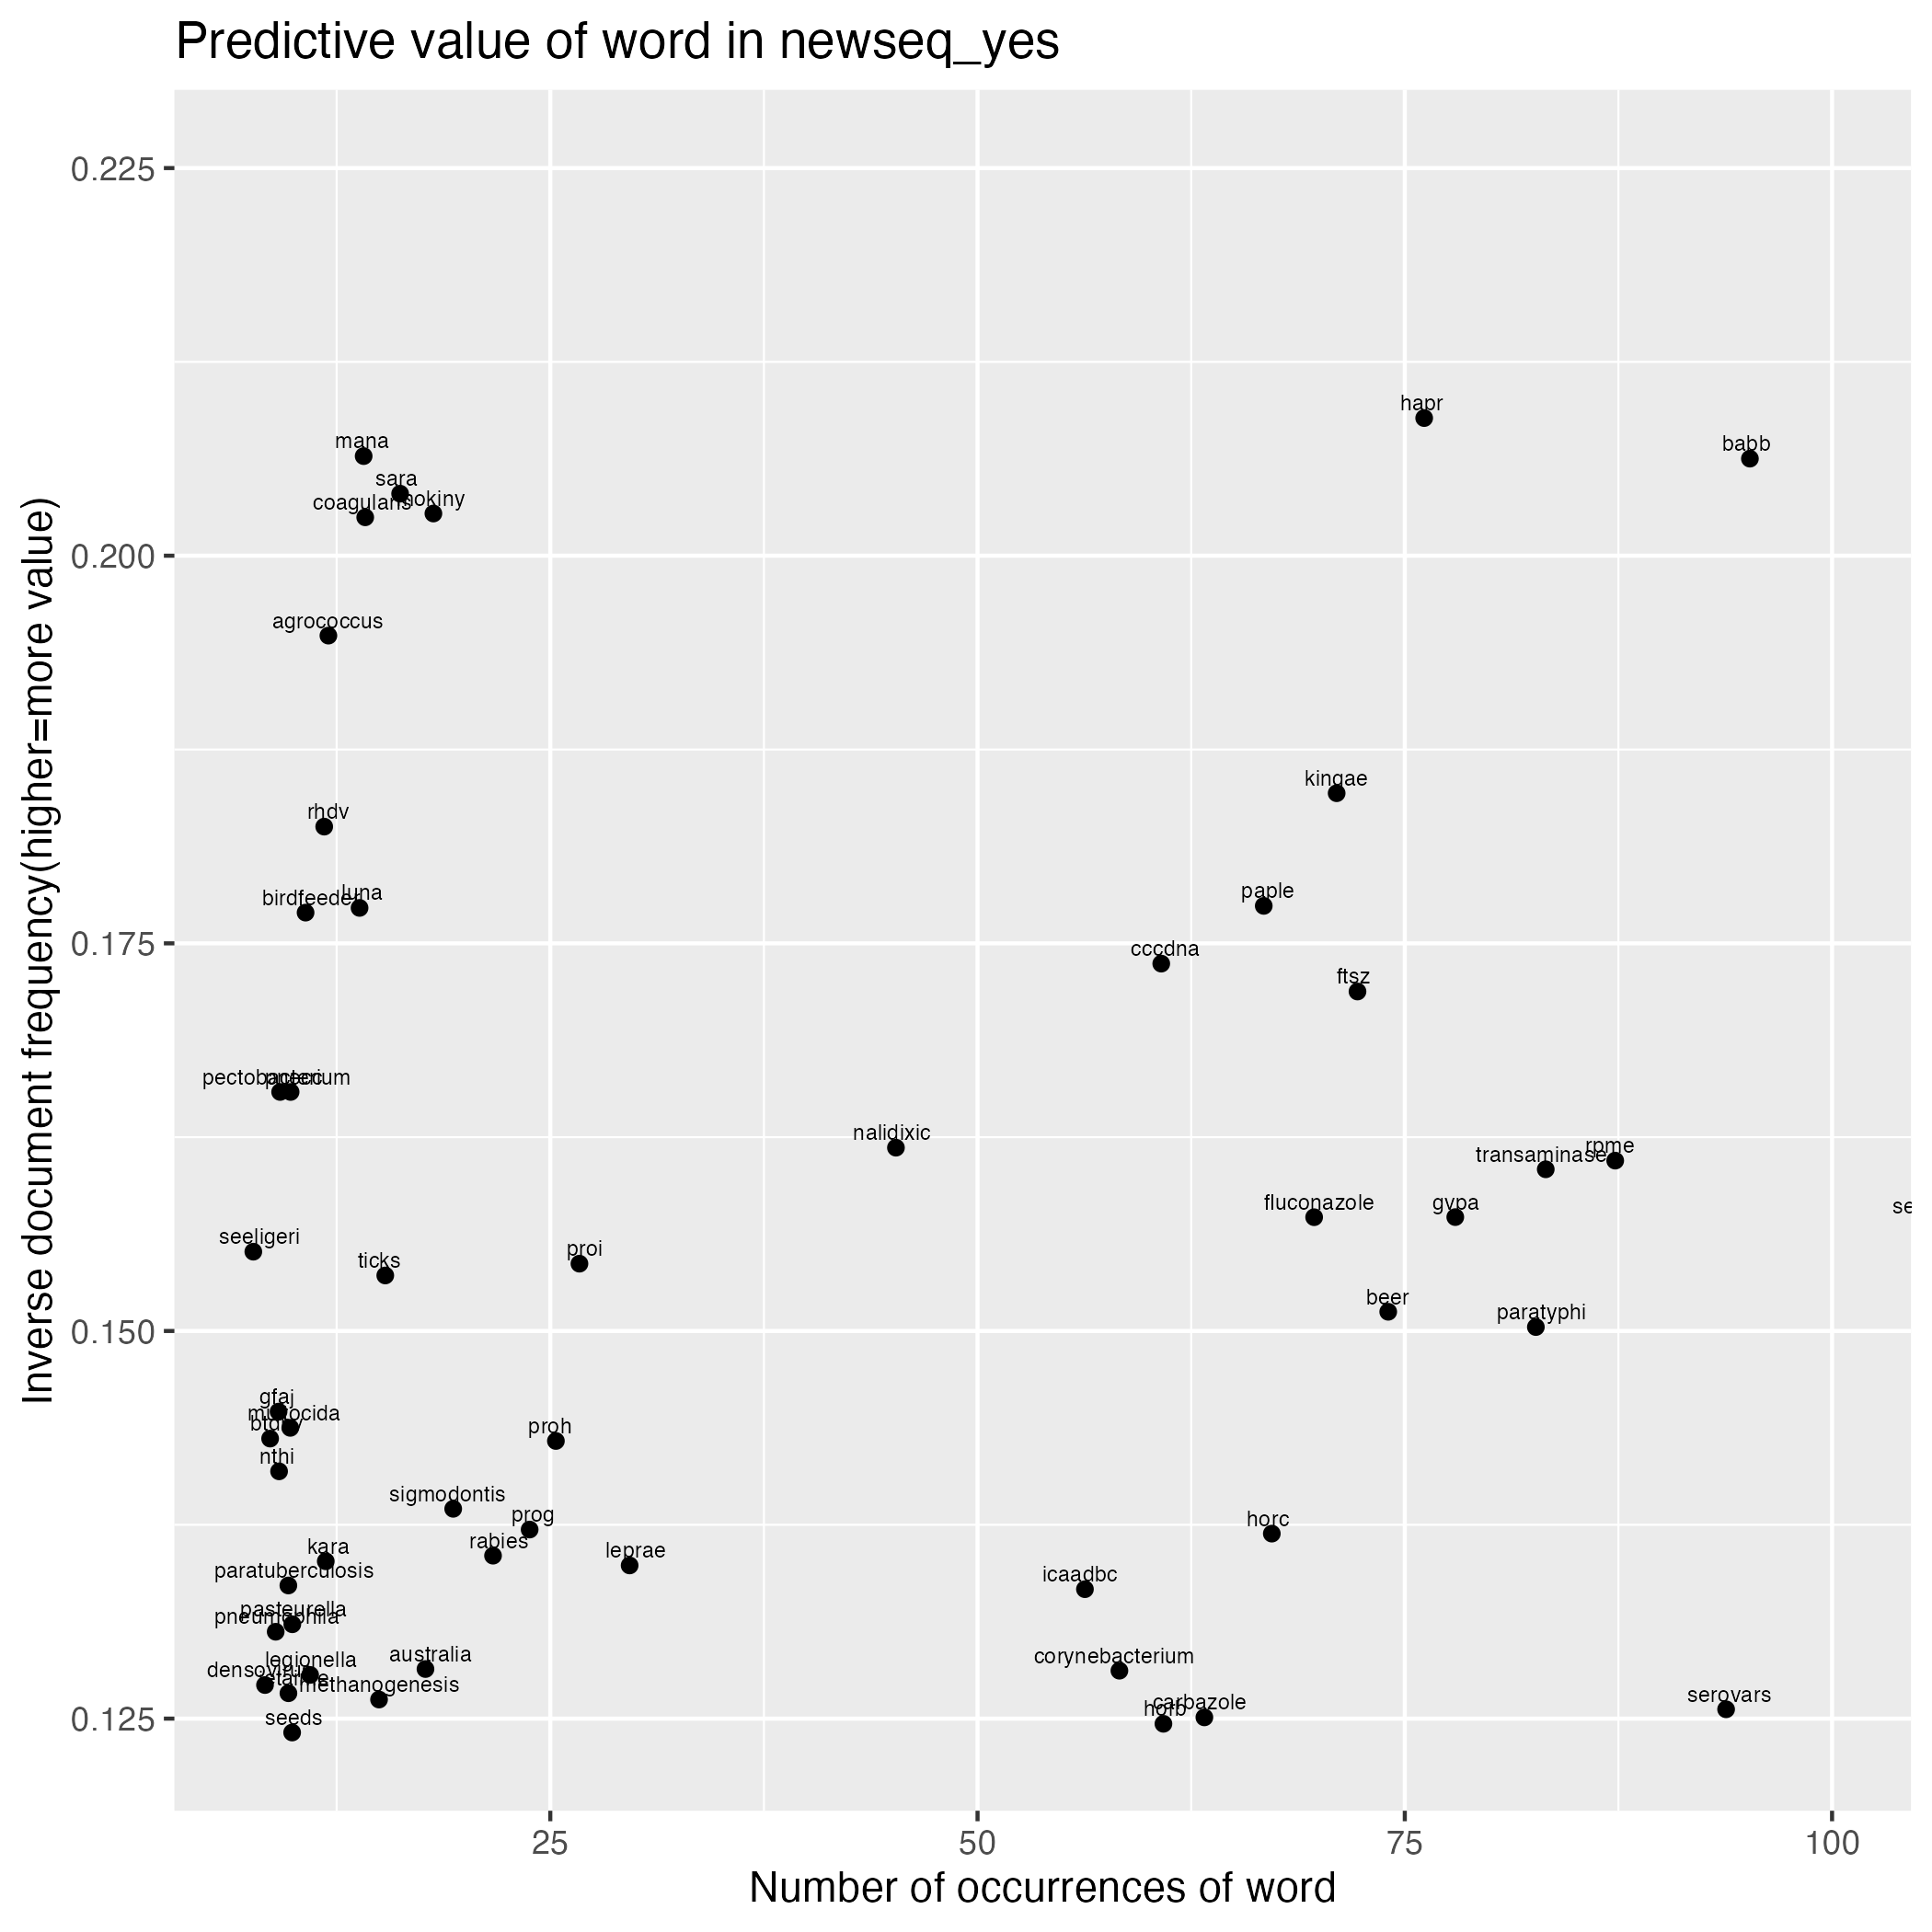 Predictive value of word in newseq_yes
Inverse document frequency(higher=more value)
0.225
0.200
0.175
0.150
0.125
hapr
babb
mana
sara
coagulans
agrococcus
kingae
rhdv
paple
luna
birdfeeder
cccdna
ftsz
pectobacterium
nalidixic
rpme
transaminase
fluconazole
gvpa
se
seeligeri
proi
ticks
beer
paratyphi
gfaj
multocida
proh
nthi
sigmodontis
prog
horc
rabies
kara
leprae
paratuberculosis
icaadbc
pasteurella
pneumophila
australia
corynebacterium
legionella
densovirus
methanogenesis
serovars
carbazole
hofb
seeds
25
50
75
100
Number of occurrences of word